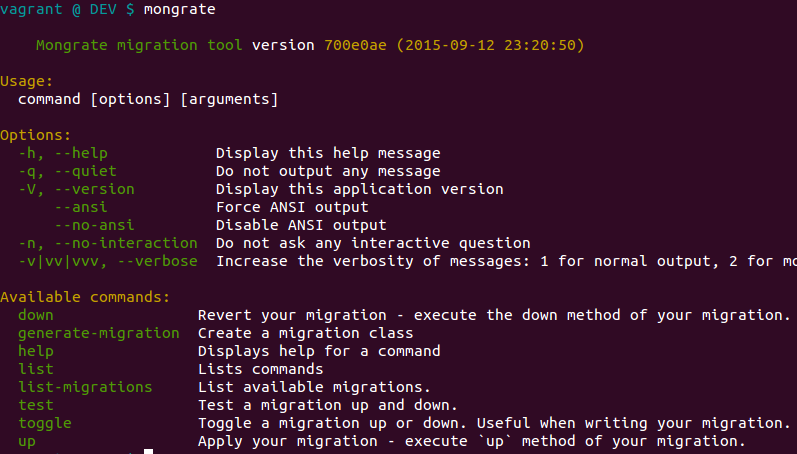 vagrant @ DEV $ mongrate
Mongrate migration tool version 700e0ae (2015-09-12 23:20:50)
Usage:
command [options] [arguments]
Options:
-h, --help Display this help message
-q, --quiet Do not output any message
-V, --version Display this application version
--ansi Force ANSI output
--no-ansi Disable ANSI output
-n, --no-interaction Do not ask any interactive question
-v|vv|vvv, --verbose Increase the verbosity of messages: 1 for normal output, 2 for
Available commands:
down Revert your migration - execute the down method of your migration.
generate-migration Create a migration class
help Displays help for a command
list Lists commands
list-migrations List available migrations.
test Test a migration up and down.
toggle Toggle a migration up or down. Useful when writing your migration.
up Apply your migration - execute `up` method of your migration.